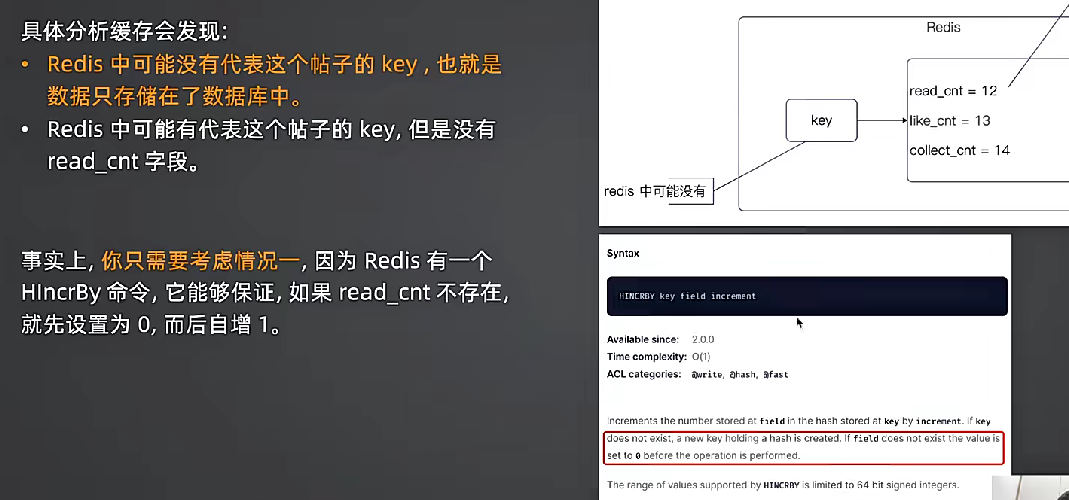 具体分析缓存会发现：
• Redis 中可能没有代表这个帖子的 key , 也就是
数据只存储在了数据库中。
• Redis 中可能有代表这个帖子的 key, 但是没有
read_cnt 字段。
事实上, 你只需要考虑情况一, 因为 Redis 有一个
HIncrBy 命令, 它能够保证, 如果 read_cnt 不存在,
就先设置为 0, 而后自增 1。
Redis
read_cnt = 12
key
like_cnt = 13
collect_cnt = 14
redis 中可能没有
Syntax
HINCRBY key field increment
Available since: 2.0.0
Time complexity: O(1)
ACL categories: @write, @hash, @fast
Increments the number stored at field in the hash stored at key by increment. If key
does not exist, a new key holding a hash is created. If field does not exist the value is
set to 0 before the operation is performed.
The range of values supported by HINCRBY is limited to 64 bit signed integers.